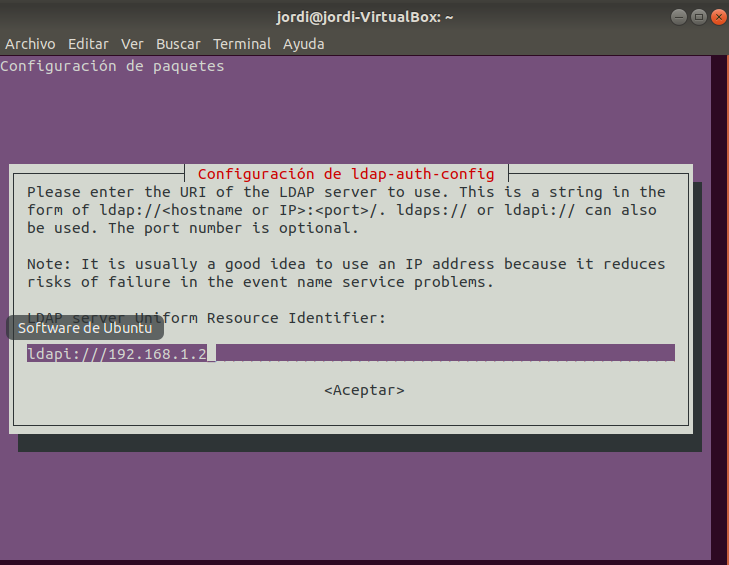 jordi@jordi-VirtualBox: ~
Archivo Editar Ver Buscar Terminal Ayuda
Configuración de paquetes
Configuración de ldap-auth-config
Please enter the URI of the LDAP server to use. This is a string in the
form of ldap://<hostname or IP>:<port>/. ldaps:// or ldapi:// can also
be used. The port number is optional.
Note: It is usually a good idea to use an IP address because it reduces
risks of failure in the event name service problems.
LDAP server Uniform Resource Identifier:
Software de Ubuntu
ldapi:///192.168.1.2
<Aceptar>